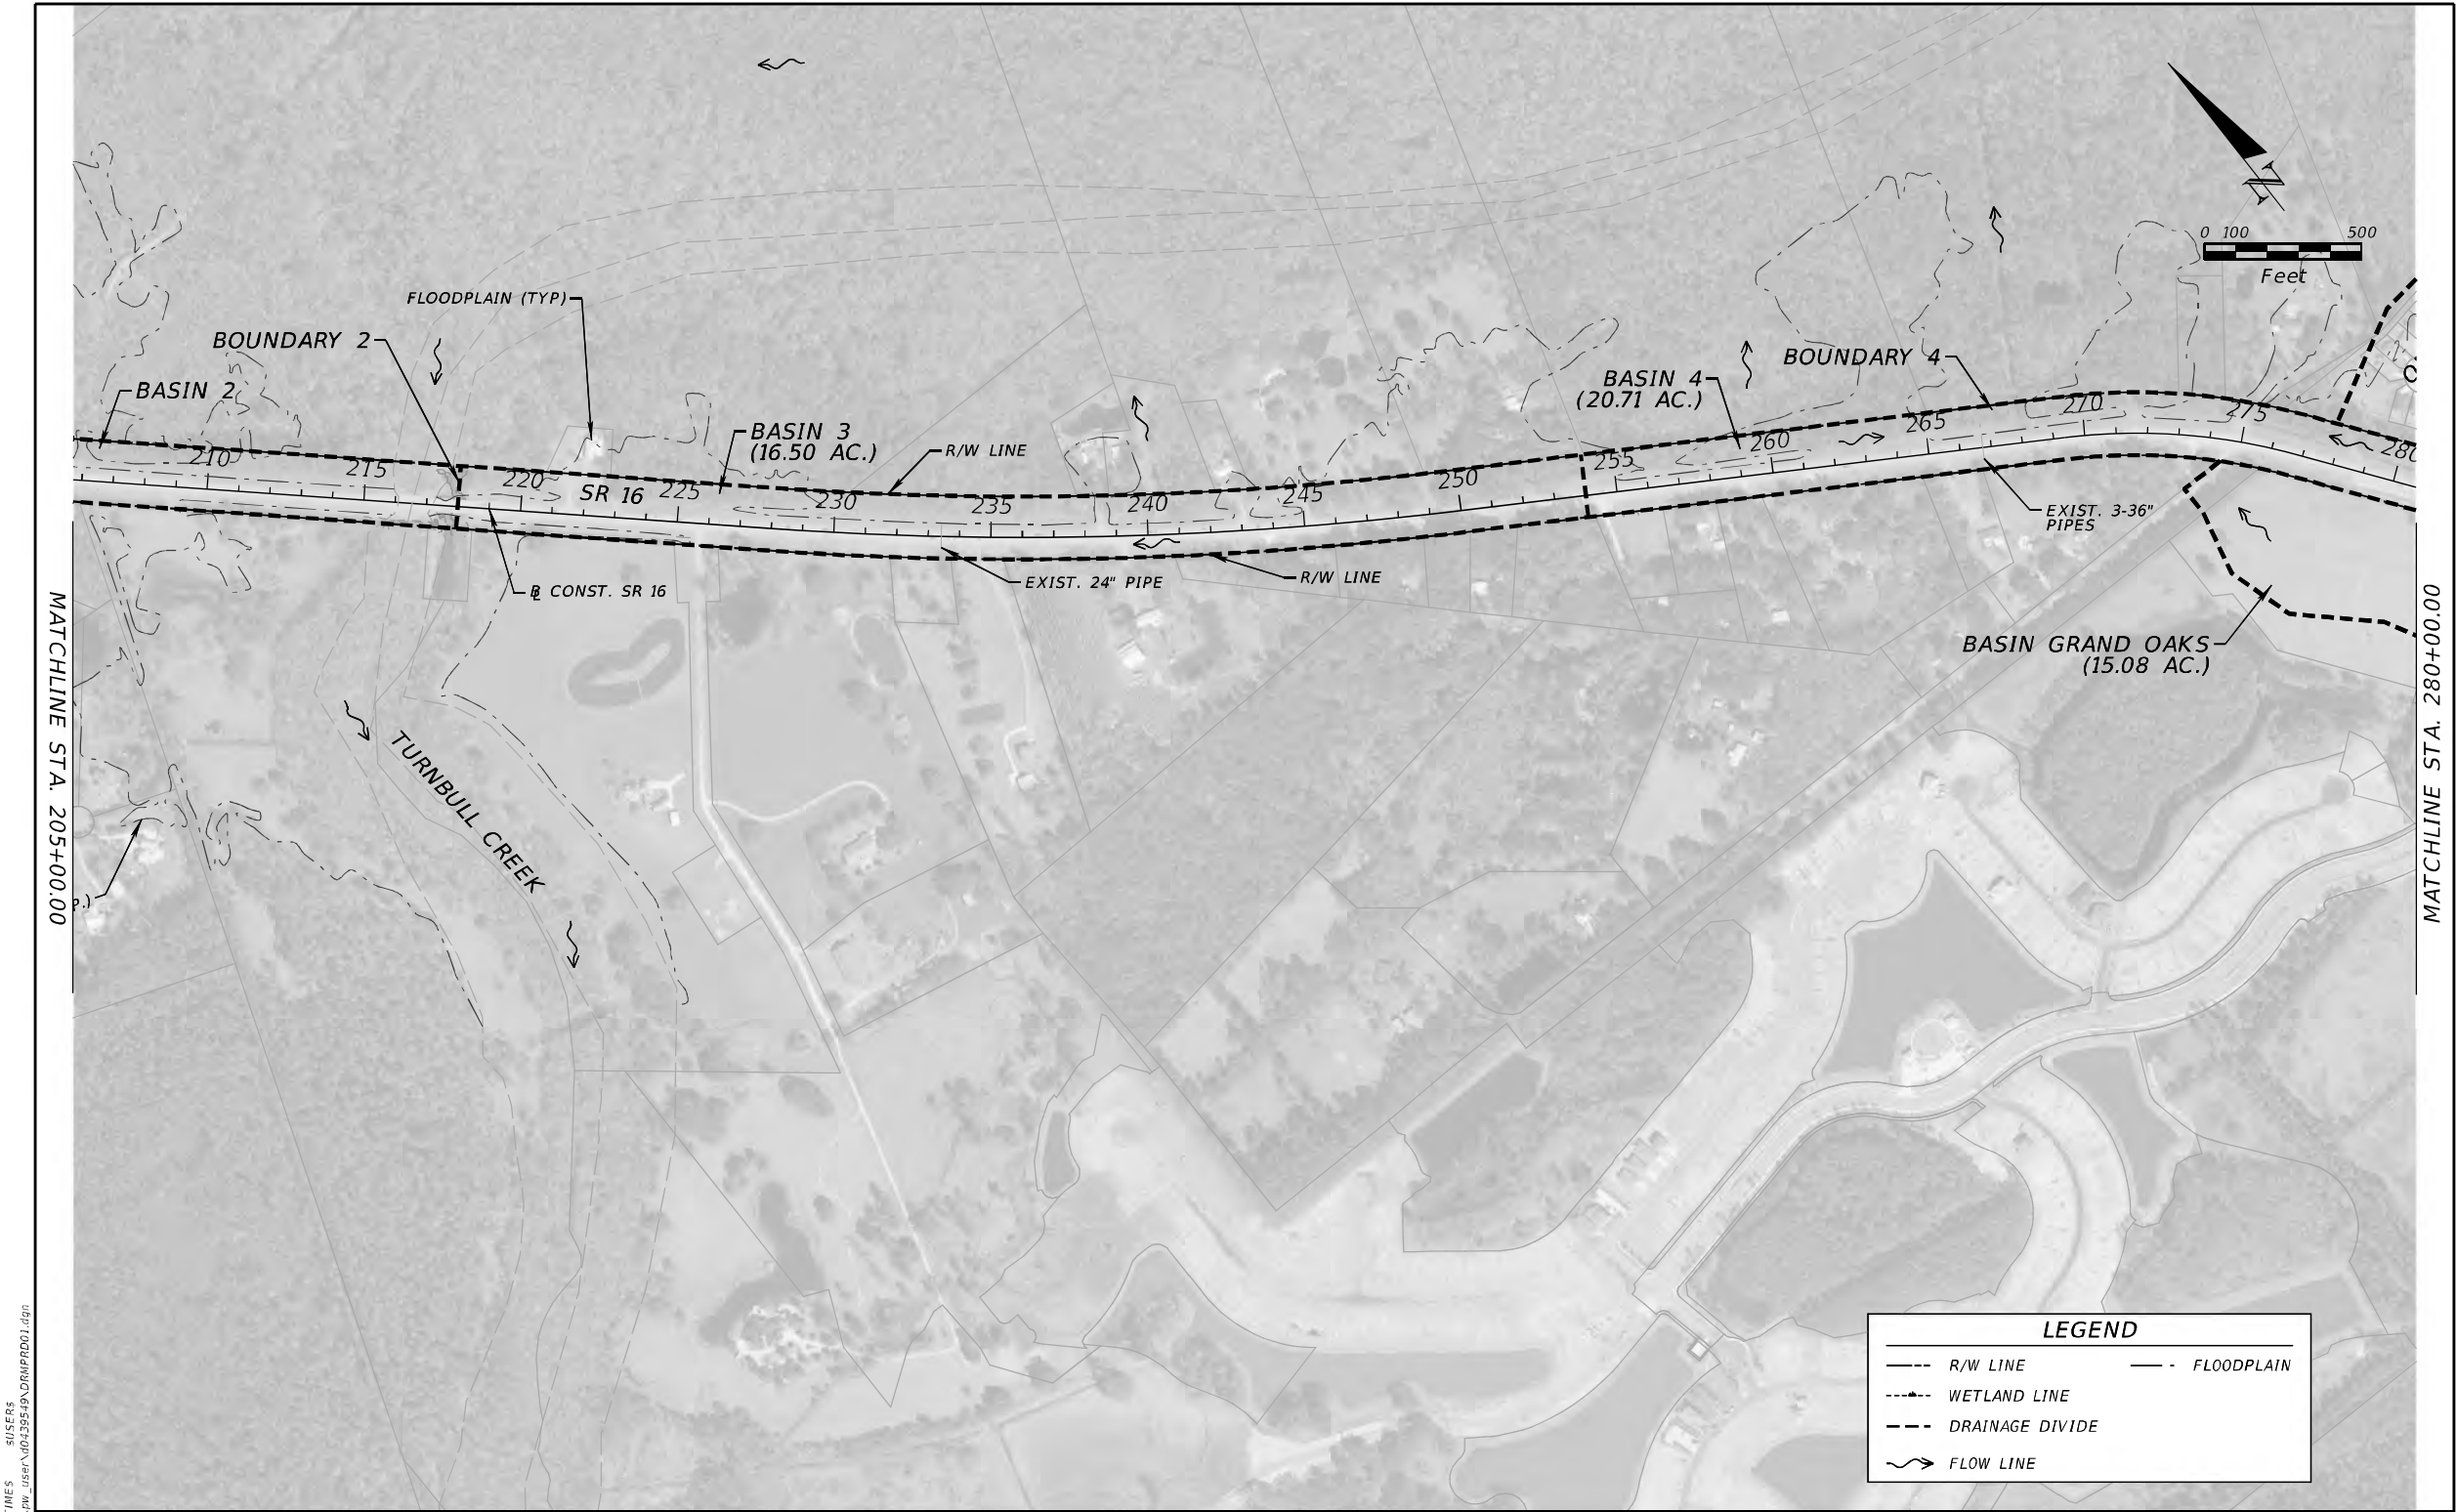 N
0 100 500
Feet
FLOODPLAIN (TYP)
BOUNDARY 2
BASIN 2
BOUNDARY 4
BASIN 4
(20.71 AC.)
BASIN 3
(16.50 AC.)
R/W LINE
210
215
220
SR 16
225
230
235
240
245
250
255
260
265
270
275
280
EXIST. 3-36"
PIPES
EXIST. 24" PIPE
R/W LINE
℄ CONST. SR 16
BASIN GRAND OAKS
(15.08 AC.)
TURNBULL CREEK
P.)
MATCHLINE STA. 205+00.00
MATCHLINE STA. 280+00.00
LEGEND
R/W LINE
FLOODPLAIN
WETLAND LINE
DRAINAGE DIVIDE
FLOW LINE
$USER$
pw_user\d0439549\DRMPRD01.dgn